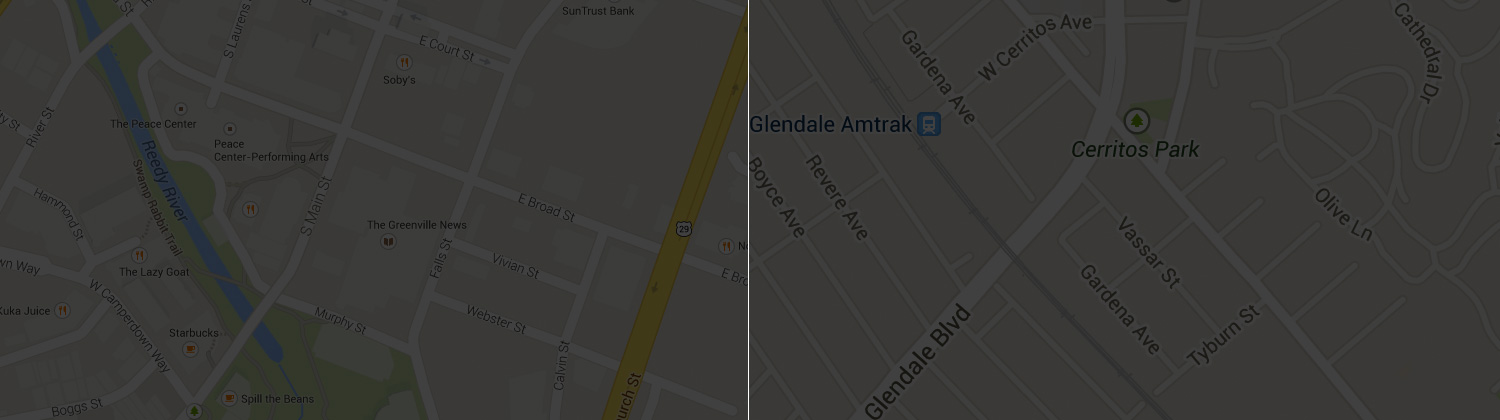 SunTrust Bank
S Laurens
E Court St
Soby's
River St
The Peace Center
Peace
Center-Performing Arts
Reedy River
Swamp Rabbit Trail
Hammond St
S Main St
E Broad St
The Greenville News
29
The Lazy Goat
Falls St
Vivian St
E Bro
W Camperdown Way
Kuka Juice
Starbucks
Murphy St
Webster St
Calvin St
Spill the Beans
Boggs St
urch St
W Cerritos Ave
Gardena Ave
Cathedral Dr
Glendale Amtrak
Cerritos Park
Boyce Ave
Revere Ave
Olive Ln
Vassar St
Gardena Ave
Tyburn St
Glendale Blvd